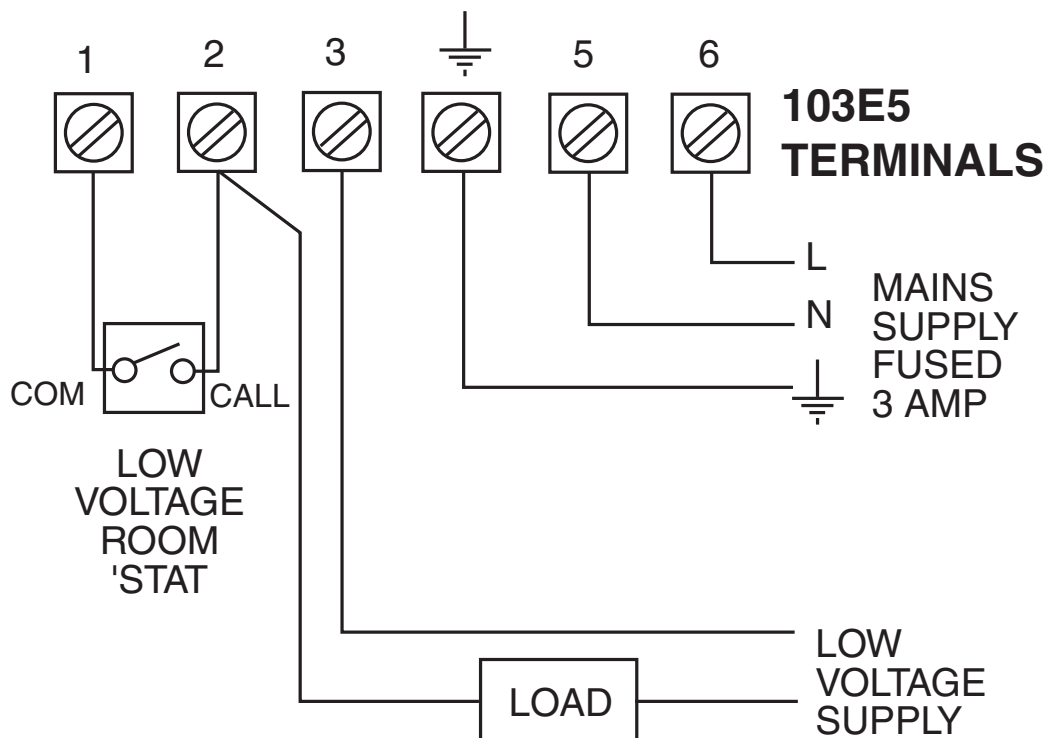 1 2 3 5 6
103E5
TERMINALS
L
N
MAINS
SUPPLY
FUSED
3 AMP
COM
CALL
LOW
VOLTAGE
ROOM
'STAT
LOAD
LOW
VOLTAGE
SUPPLY